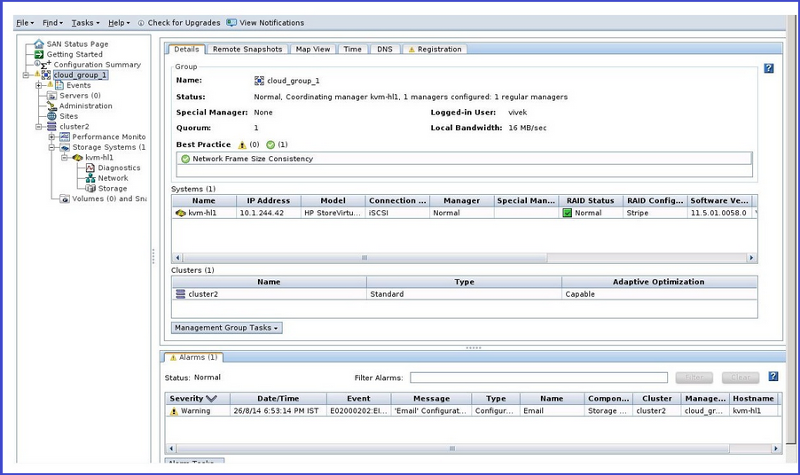 File Find Tasks Help Check for Upgrades View Notifications
SAN Status Page
Getting Started
Configuration Summary
cloud_group_1
Events
Servers (0)
Administration
Sites
cluster2
Performance Monito
Storage Systems (1
kvm-hl1
Diagnostics
Network
Storage
Volumes (0) and Sna
Details Remote Snapshots Map View Time DNS Registration
Group
Name: cloud_group_1
Status: Normal, Coordinating manager kvm-hl1, 1 managers configured: 1 regular managers
Special Manager: None Logged-in User: vivek
Quorum: 1 Local Bandwidth: 16 MB/sec
Best Practice (0) (1)
Network Frame Size Consistency
Systems (1)
Name IP Address Model Connection ... Manager Special Man... RAID Status RAID Config... Software Ve...
kvm-hl1 10.1.244.42 HP StoreVirtu... iSCSI Normal Normal Stripe 11.5.01.0058.0
Clusters (1)
Name Type Adaptive Optimization
cluster2 Standard Capable
Management Group Tasks
Alarms (1)
Status: Normal Filter Alarms: Filter Clear
Severity Date/Time Event Message Type Name Compon... Cluster Manage... Hostname
Warning 26/8/14 6:53:14 PM IST E02000202:EI... 'Email' Configurat... Configur... Email Storage ... cluster2 cloud_gr... kvm-hl1
Alarm Tasks